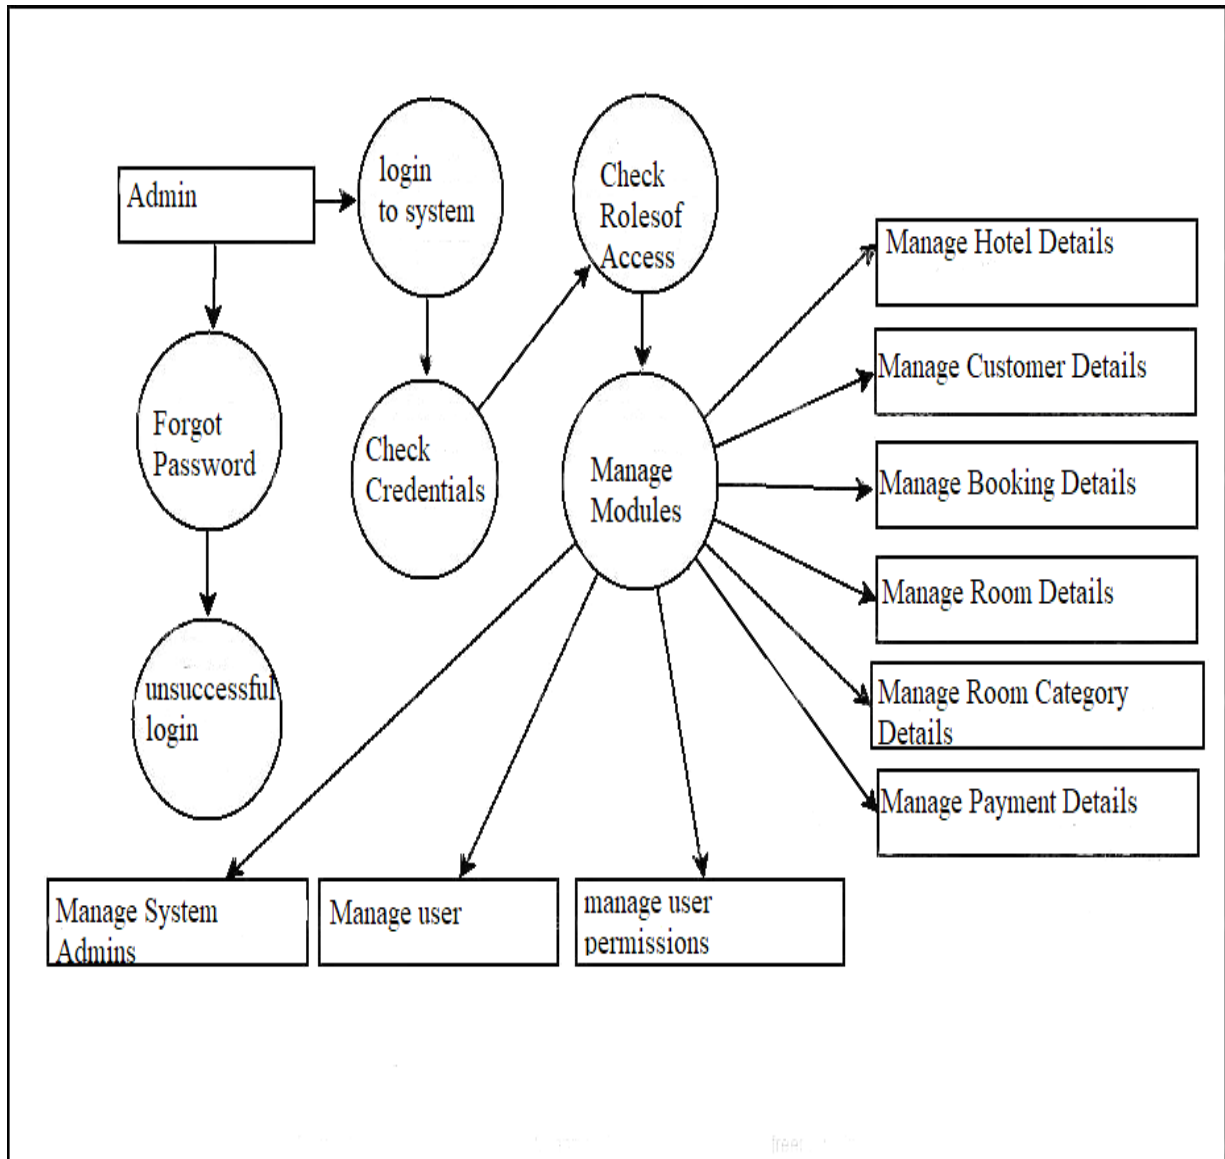 Admin
login
to system
Check
Rolesof
Access
Forgot
Password
Check
Credentials
Manage
Modules
unsuccessful
login
Manage Hotel Details
Manage Customer Details
Manage Booking Details
Manage Room Details
Manage Room Category
Details
Manage Payment Details
Manage System
Admins
Manage user
manage user
permissions